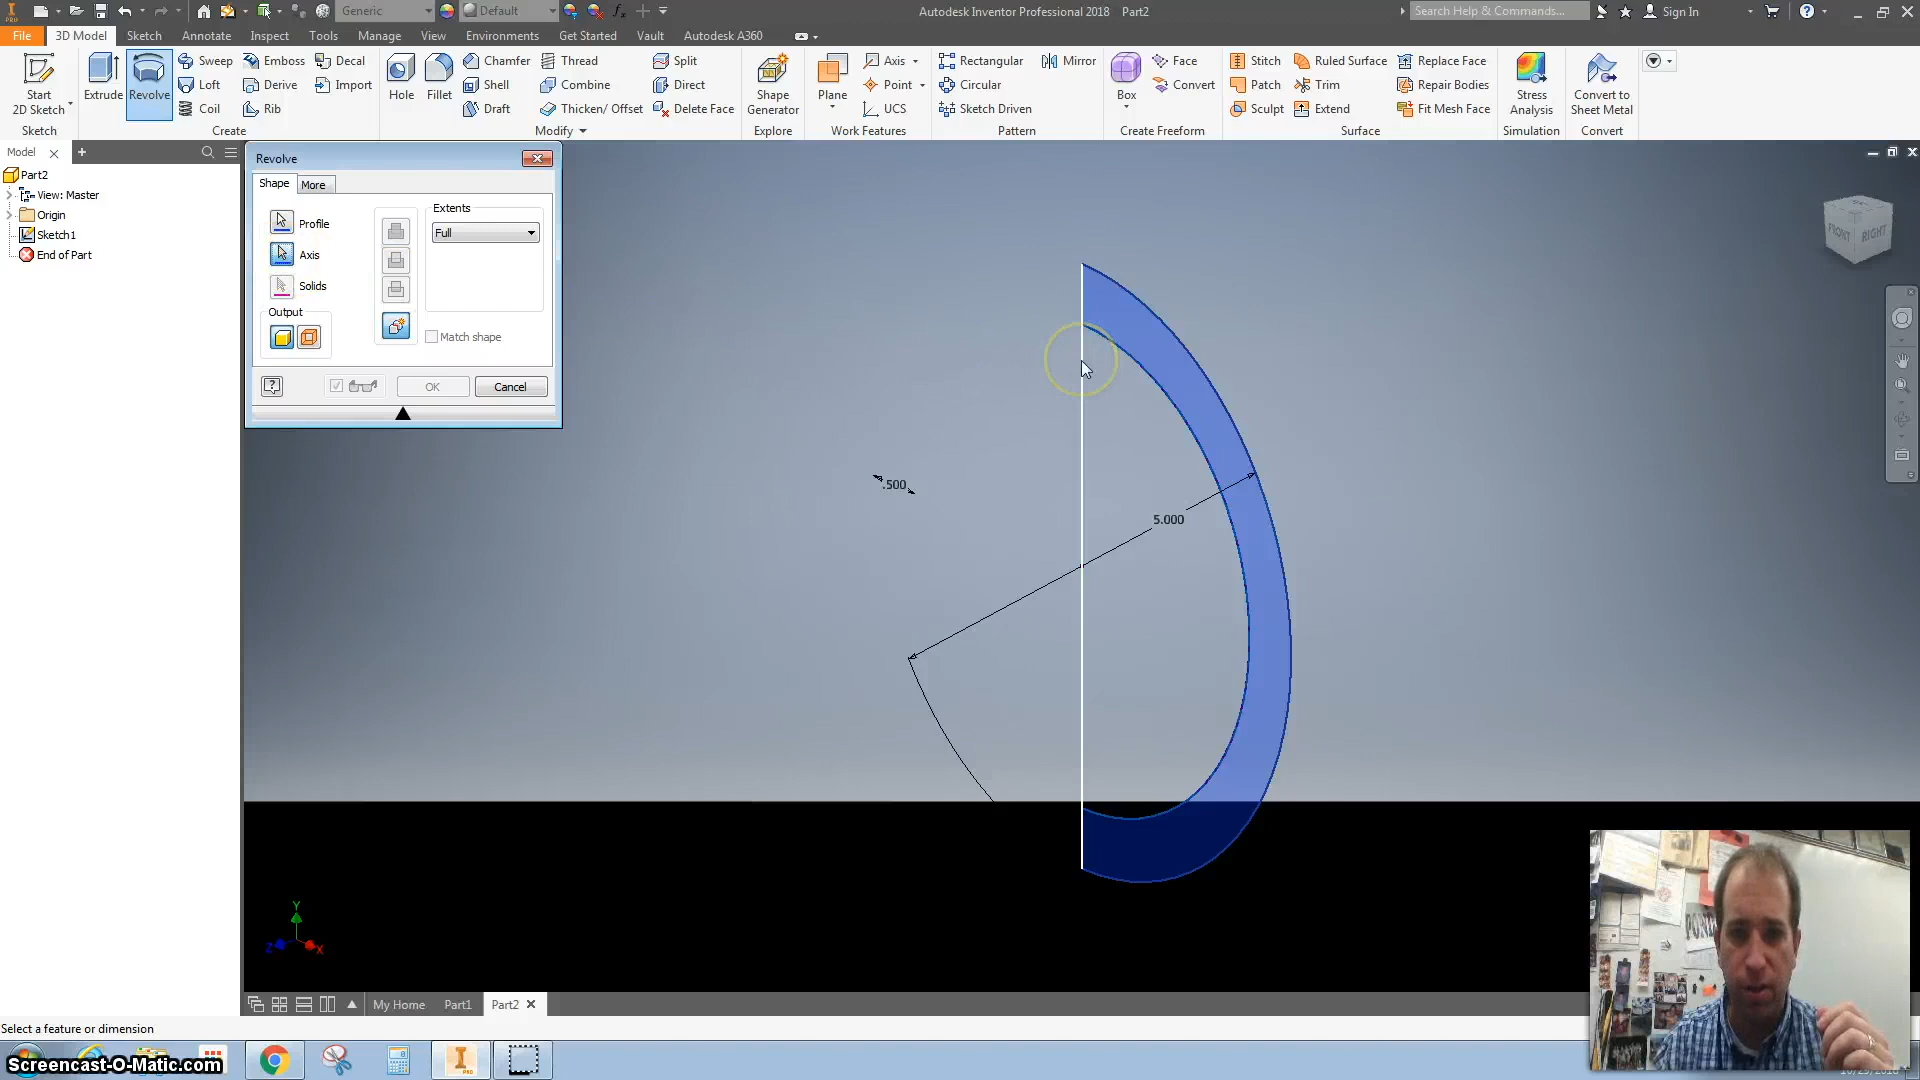 PRO
Generic
Default
fx
Autodesk Inventor Professional 2018 Part2
Search Help & Commands...
Sign In
File 3D Model Sketch Annotate Inspect Tools Manage View Environments Get Started Vault Autodesk A360
Start
2D Sketch
Sketch
Extrude
Revolve
Sweep Emboss Decal
Loft Derive Import
Coil Rib
Create
Hole
Fillet
Chamfer Thread Split
Shell Combine Direct
Draft Thicken/ Offset Delete Face
Modify
Shape
Generator
Explore
Plane
Axis
Point
UCS
Work Features
Rectangular Mirror
Circular
Sketch Driven
Pattern
Box
Face
Convert
Create Freeform
Stitch Ruled Surface Replace Face
Patch Trim Repair Bodies
Sculpt Extend Fit Mesh Face
Surface
Stress
Analysis
Simulation
Convert to
Sheet Metal
Convert
Model
Part2
View: Master
Origin
Sketch1
End of Part
Revolve
Shape More
Profile
Axis
Solids
Output
Extents
Full
Match shape
OK Cancel
FRONT RIGHT
.500
5.000
Y
Z
X
My Home Part1 Part2
Select a feature or dimension
Screencast-O-Matic.com